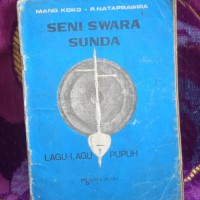 MANG KOKO - P. NATAPRAWIRA
SENI SWARA
SUNDA
LAGU-LAGU
PUPUH